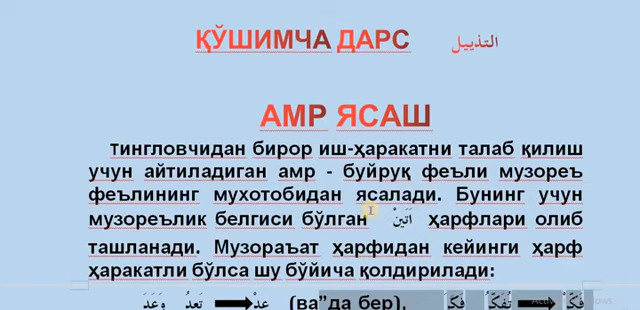 ҚЎШИМЧА ДАРС التذييل
АМР ЯСАШ
Тингловчидан бирор иш-ҳаракатни талаб қилиш
учун айтиладиган амр - буйруқ феъли музореъ
феълининг мухотобидан ясалади. Бунинг учун
музореълик белгиси бўлган اَتَيْنَ ҳарфлари олиб
ташланади. Музораъат ҳарфидан кейинги ҳарф
ҳаракатли бўлса шу бўйича қолдирилади:
وَعَدَ تَعِدُ عِدْ (ва”да бер),